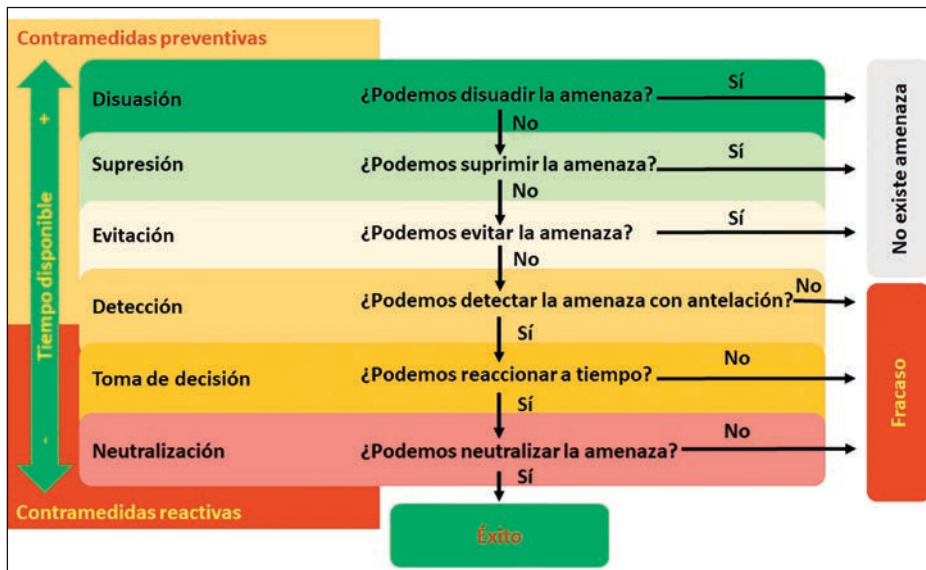 Contramedidas preventivas
Tiempo disponible
+
-
Disuasión
¿Podemos disuadir la amenaza?
Sí
No
Supresión
¿Podemos suprimir la amenaza?
Sí
No
Evitación
¿Podemos evitar la amenaza?
Sí
No
No existe amenaza
Detección
¿Podemos detectar la amenaza con antelación?
No
Sí
Toma de decisión
¿Podemos reaccionar a tiempo?
No
Sí
Neutralización
¿Podemos neutralizar la amenaza?
No
Sí
Fracaso
Contramedidas reactivas
Éxito